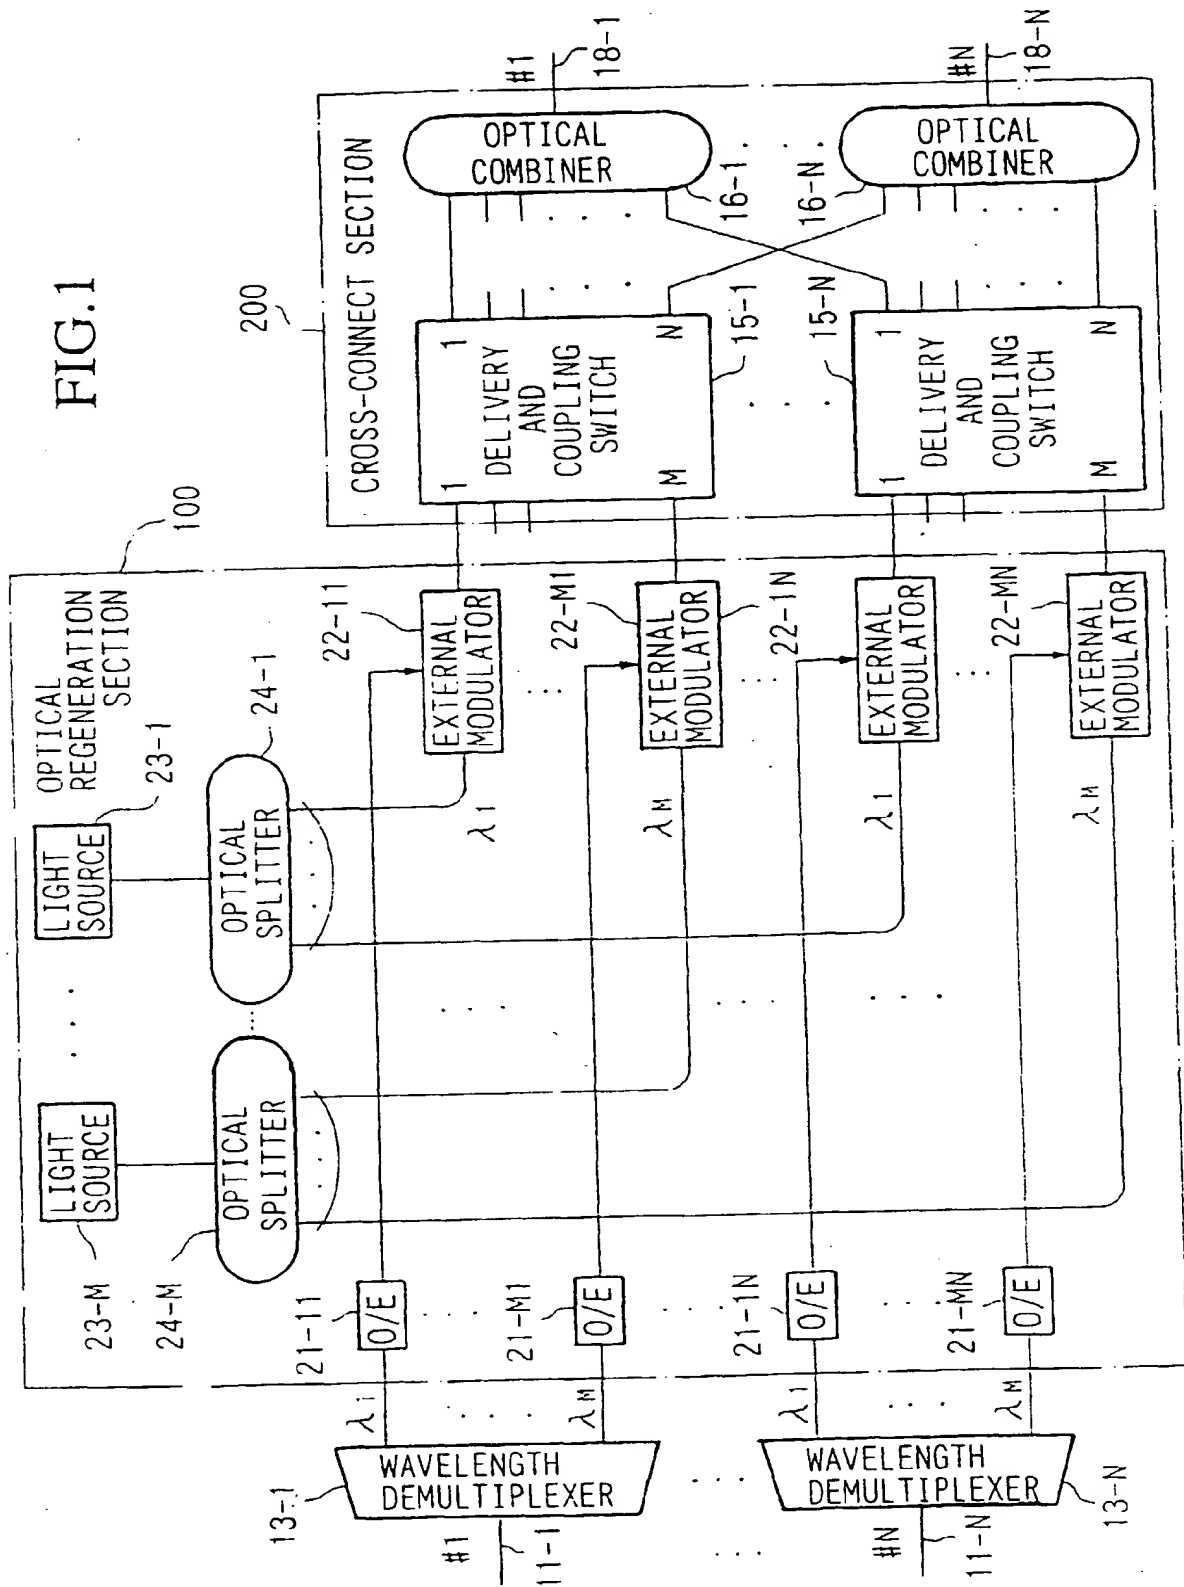 FIG.1
100
OPTICAL
REGENERATION
SECTION
200
CROSS-CONNECT SECTION
LIGHT
SOURCE
23-M
. . .
LIGHT
SOURCE
23-1
OPTICAL
SPLITTER
24-M
OPTICAL
SPLITTER
24-1
#1
11-1
13-1
WAVELENGTH
DEMULTIPLEXER
λ1
λM
21-11
O/E
21-M1
O/E
λ1
λM
22-11
EXTERNAL
MODULATOR
22-M1
EXTERNAL
MODULATOR
1
M
DELIVERY
AND
COUPLING
SWITCH
1
N
15-1
OPTICAL
COMBINER
16-1
#1
18-1
#N
11-N
13-N
WAVELENGTH
DEMULTIPLEXER
λ1
λM
21-1N
O/E
21-MN
O/E
λ1
λM
22-1N
EXTERNAL
MODULATOR
22-MN
EXTERNAL
MODULATOR
1
M
DELIVERY
AND
COUPLING
SWITCH
1
N
15-N
OPTICAL
COMBINER
16-N
#N
18-N